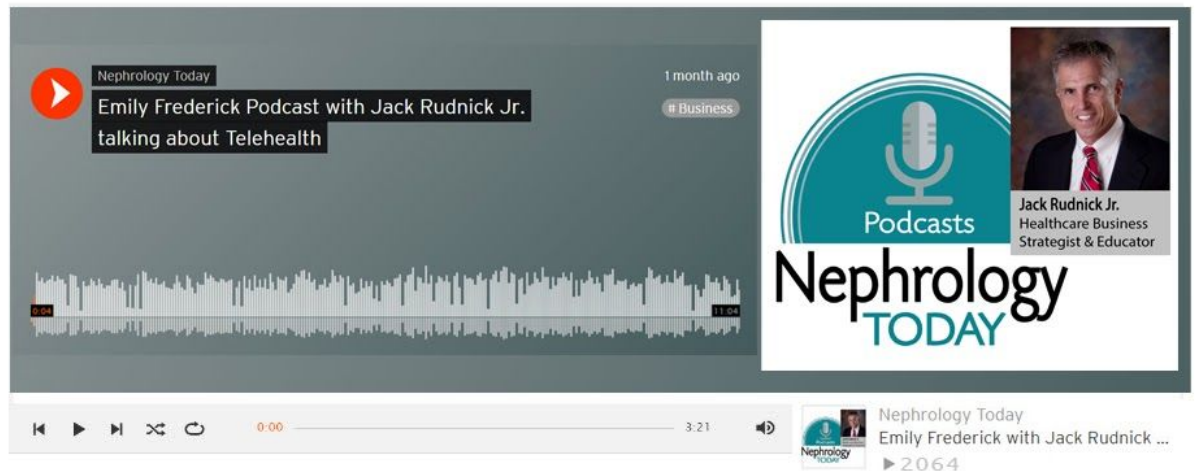 Nephrology Today
Emily Frederick Podcast with Jack Rudnick Jr.
talking about Telehealth
1 month ago
# Business
0:04
11:04
Podcasts
Nephrology
TODAY
Jack Rudnick Jr.
Healthcare Business
Strategist & Educator
0:00
3:21
Nephrology
TODAY
Nephrology Today
Emily Frederick with Jack Rudnick ...
2064